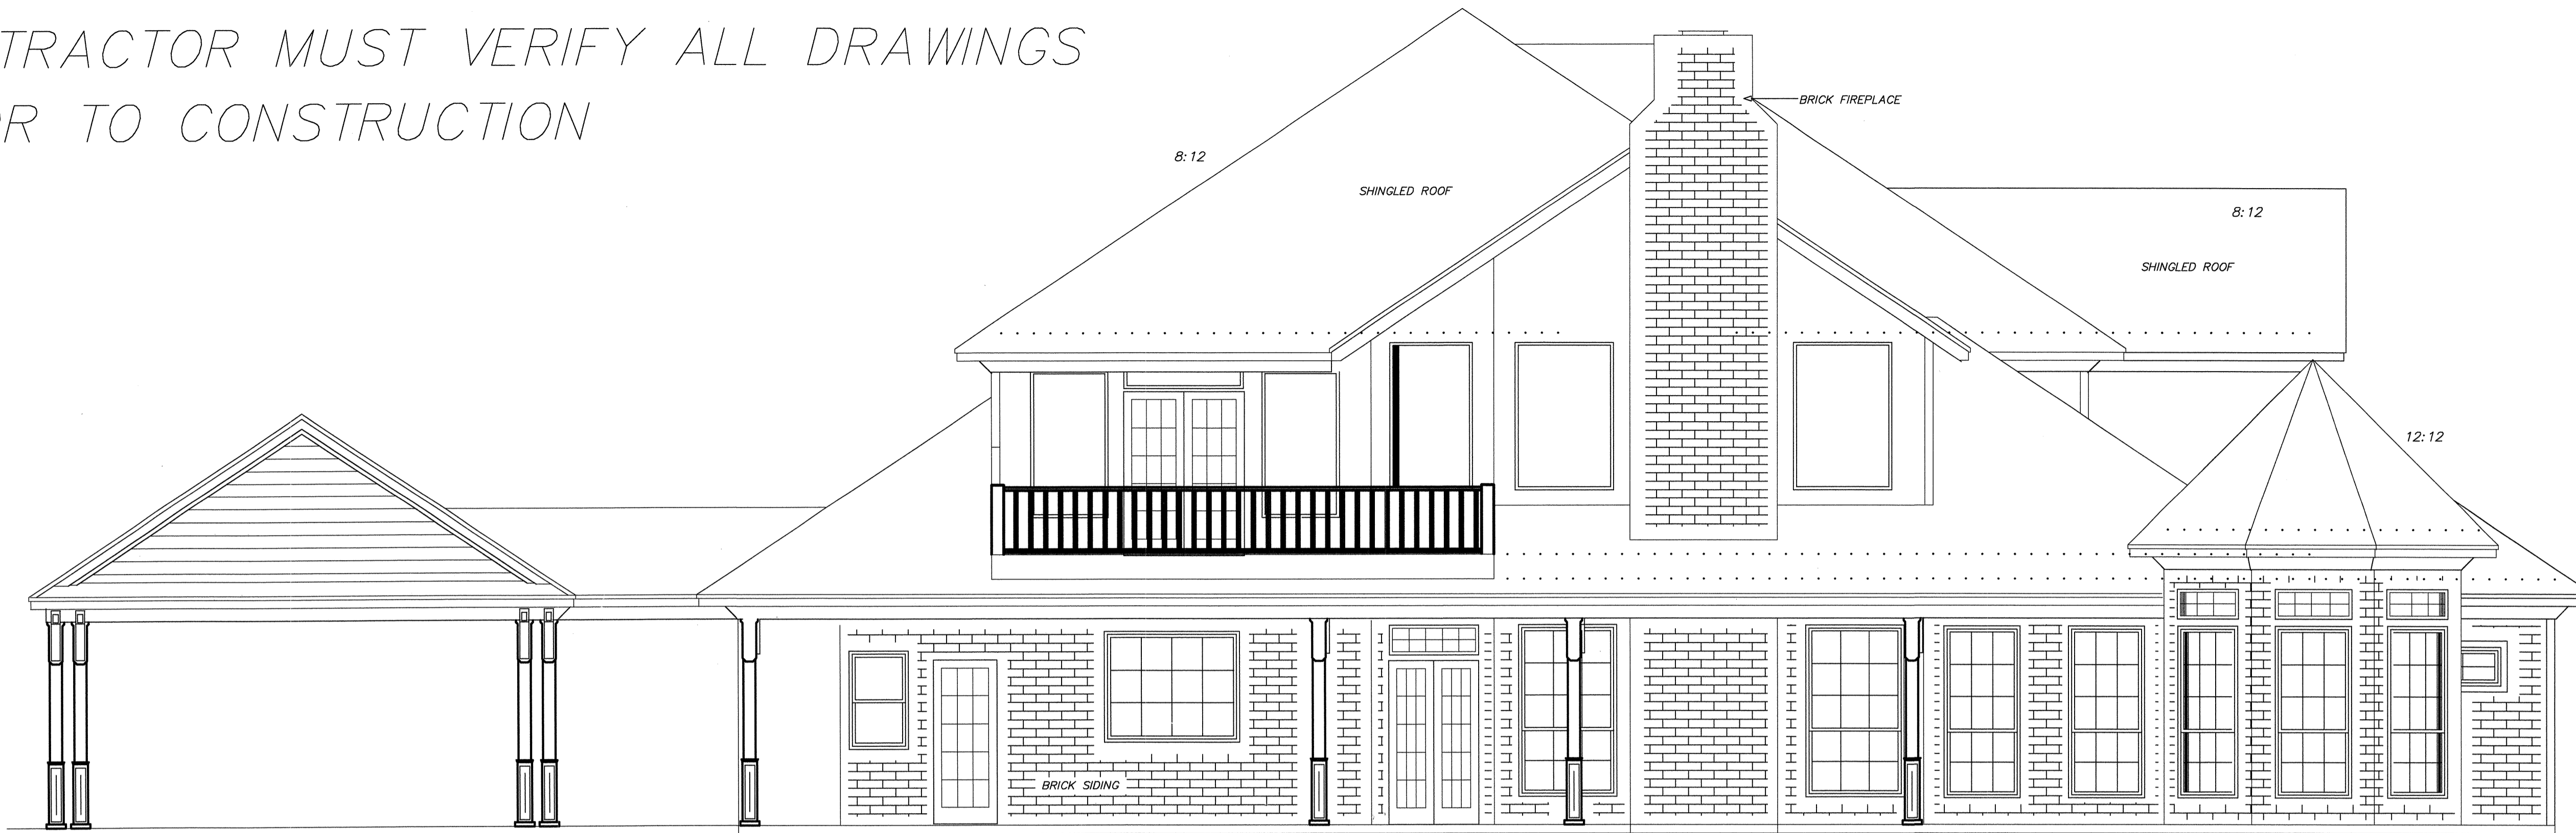 TRACTOR MUST VERIFY ALL DRAWINGS
R TO CONSTRUCTION
BRICK FIREPLACE
8:12
SHINGLED ROOF
8:12
SHINGLED ROOF
12:12
BRICK SIDING